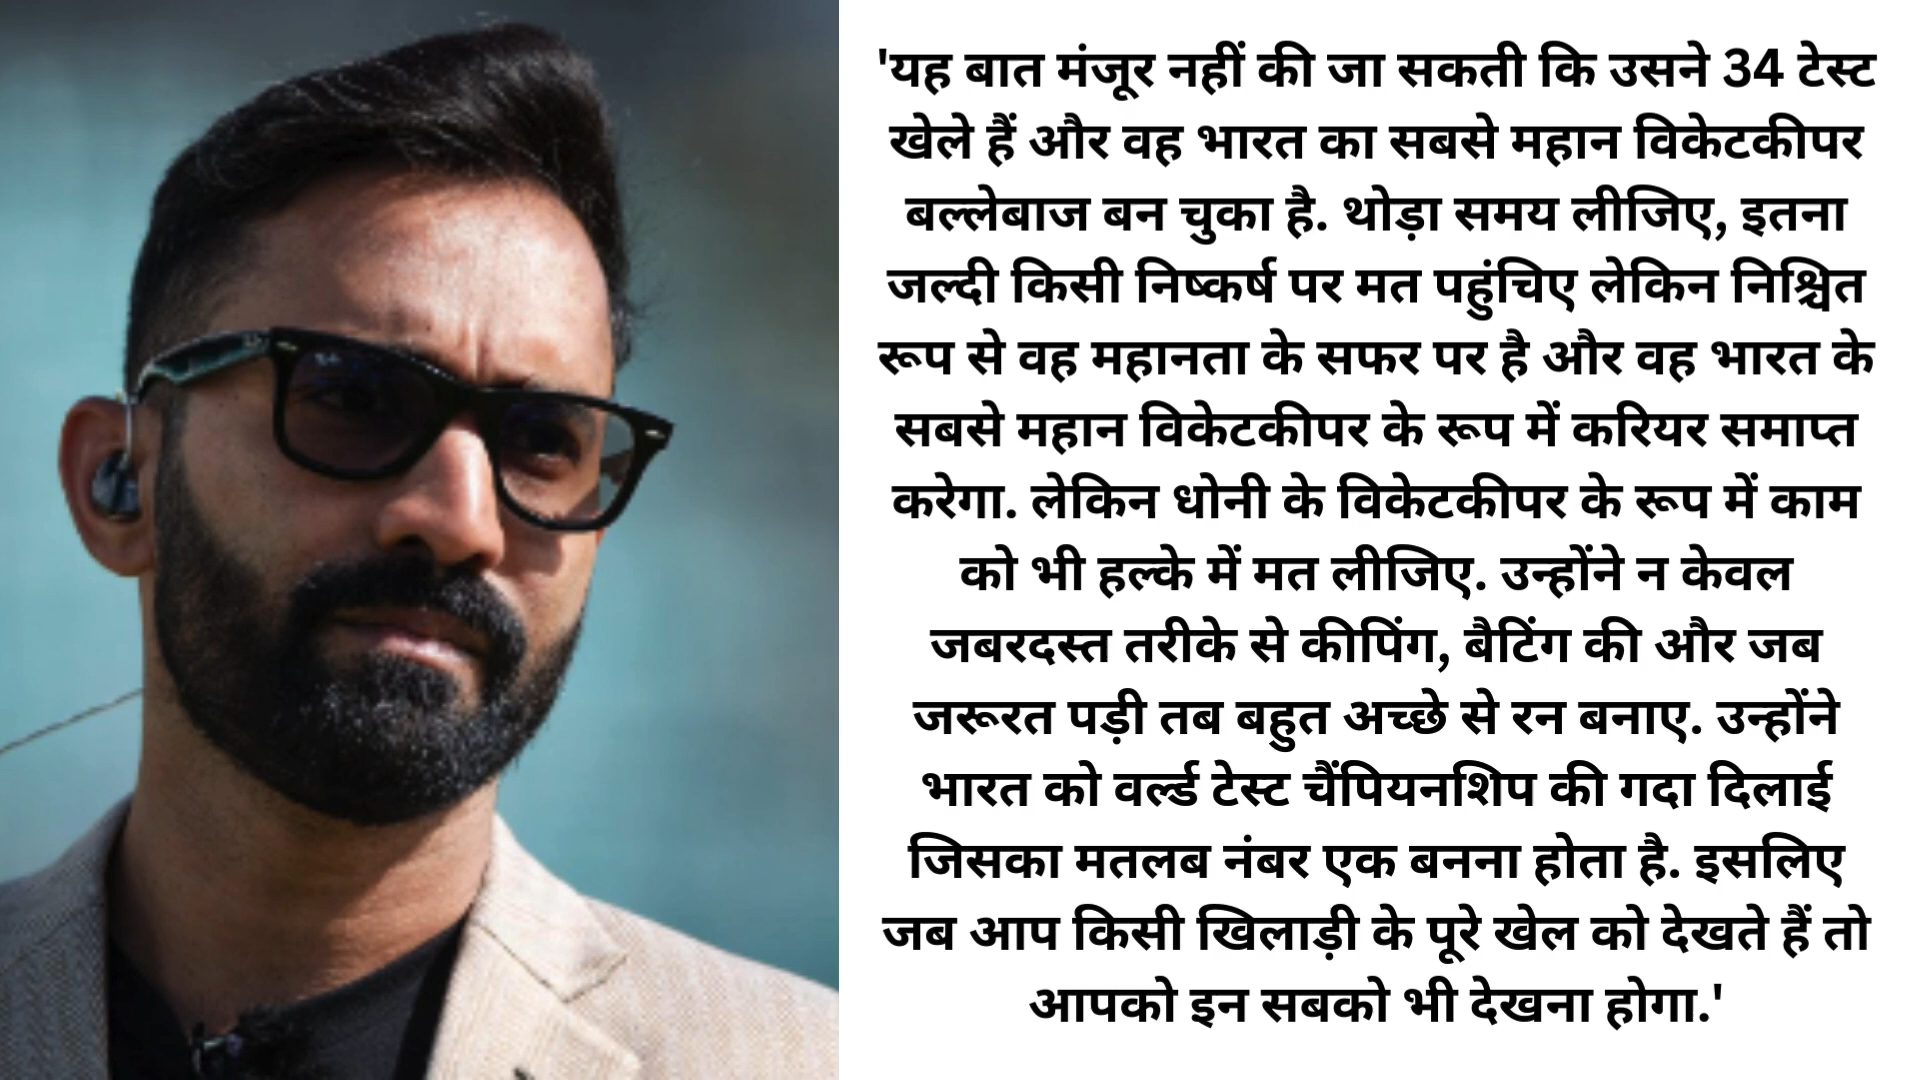 'यह बात मंजूर नहीं की जा सकती कि उसने 34 टेस्ट
खेले हैं और वह भारत का सबसे महान विकेटकीपर
बल्लेबाज बन चुका है. थोड़ा समय लीजिए, इतना
जल्दी किसी निष्कर्ष पर मत पहुंचिए लेकिन निश्चित
रूप से वह महानता के सफर पर है और वह भारत के
सबसे महान विकेटकीपर के रूप में करियर समाप्त
करेगा. लेकिन धोनी के विकेटकीपर के रूप में काम
को भी हल्के में मत लीजिए. उन्होंने न केवल
जबरदस्त तरीके से कीपिंग, बैटिंग की और जब
जरूरत पड़ी तब बहुत अच्छे से रन बनाए. उन्होंने
भारत को वर्ल्ड टेस्ट चैंपियनशिप की गदा दिलाई
जिसका मतलब नंबर एक बनना होता है. इसलिए
जब आप किसी खिलाड़ी के पूरे खेल को देखते हैं तो
आपको इन सबको भी देखना होगा.'